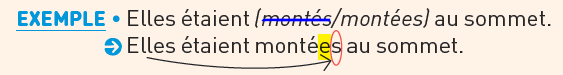 EXEMPLE • Elles étaient (montés/montées) au sommet.
➔ Elles étaient montées au sommet.